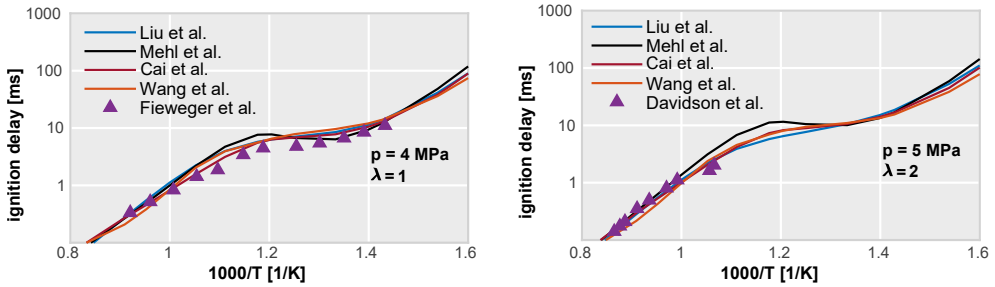 1000
100
10
1
ignition delay [ms]
Liu et al.
Mehl et al.
Cai et al.
Wang et al.
Fieweger et al.
p = 4 MPa
λ = 1
0.8 1 1.2 1.4 1.6
1000/T [1/K]
1000
100
10
1
ignition delay [ms]
Liu et al.
Mehl et al.
Cai et al.
Wang et al.
Davidson et al.
p = 5 MPa
λ = 2
0.8 1 1.2 1.4 1.6
1000/T [1/K]